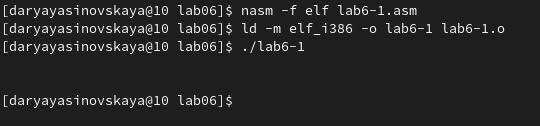 [daryayasinovskaya@10 lab06]$ nasm -f elf lab6-1.asm
[daryayasinovskaya@10 lab06]$ ld -m elf_i386 -o lab6-1 lab6-1.o
[daryayasinovskaya@10 lab06]$ ./lab6-1
[daryayasinovskaya@10 lab06]$